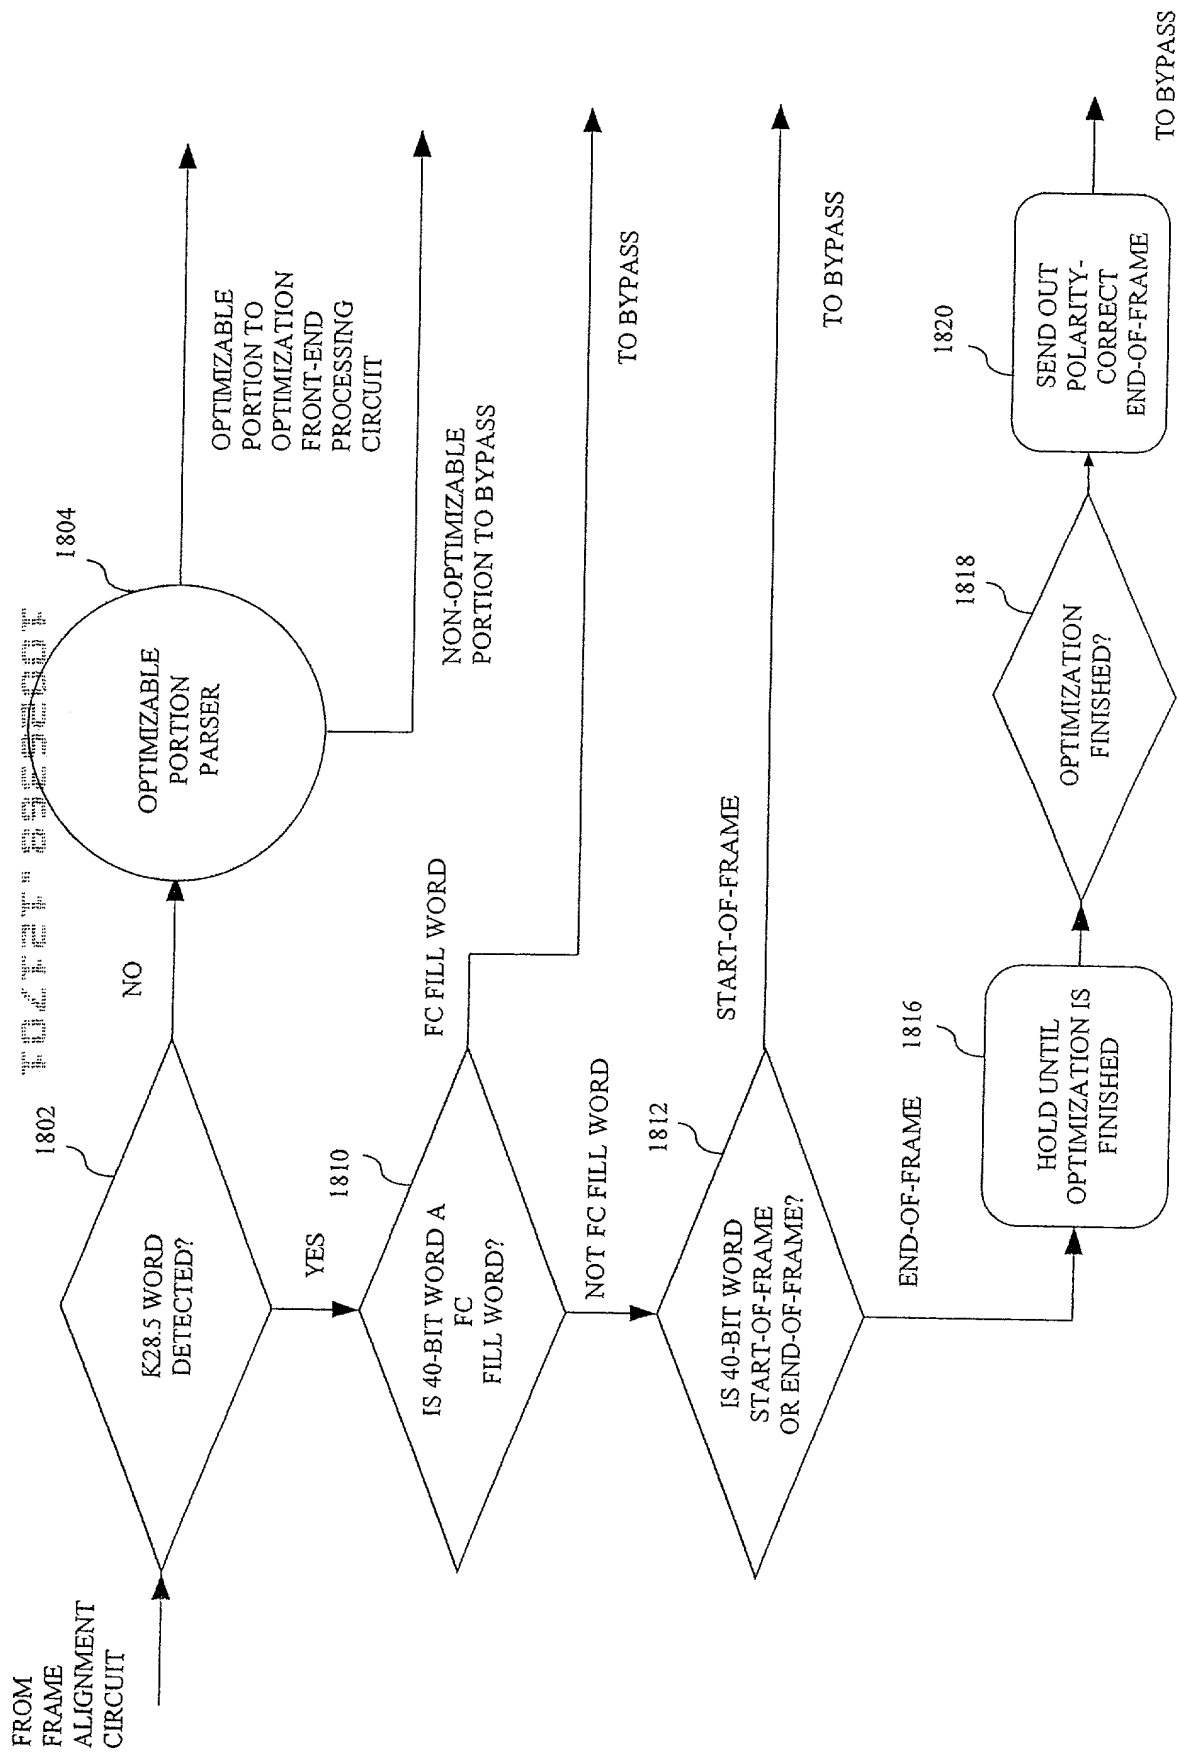 FROM
FRAME
ALIGNMENT
CIRCUIT
K28.5 WORD
DETECTED?
1802
NO
YES
OPTIMIZABLE
PORTION
PARSER
1804
OPTIMIZABLE
PORTION TO
OPTIMIZATION
FRONT-END
PROCESSING
CIRCUIT
NON-OPTIMIZABLE
PORTION TO BYPASS
IS 40-BIT WORD A
FC
FILL WORD?
1810
FC FILL WORD
TO BYPASS
NOT FC FILL WORD
IS 40-BIT WORD
START-OF-FRAME
OR END-OF-FRAME?
1812
START-OF-FRAME
TO BYPASS
END-OF-FRAME
HOLD UNTIL
OPTIMIZATION IS
FINISHED
1816
OPTIMIZATION
FINISHED?
1818
SEND OUT
POLARITY-
CORRECT
END-OF-FRAME
1820
TO BYPASS